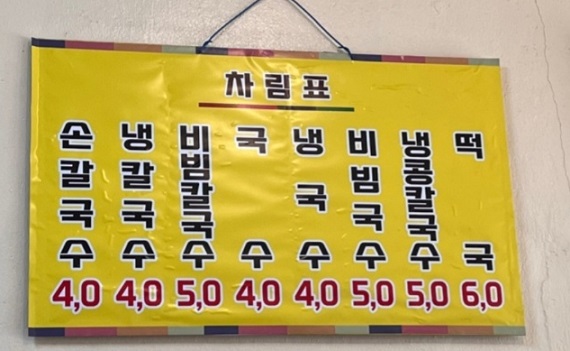 차림표
손칼국수 4,0
냉칼국수 4,0
비빔칼국수 5,0
국수 4,0
냉국수 4,0
비빔국수 5,0
냉콩칼국수 5,0
떡국 6,0